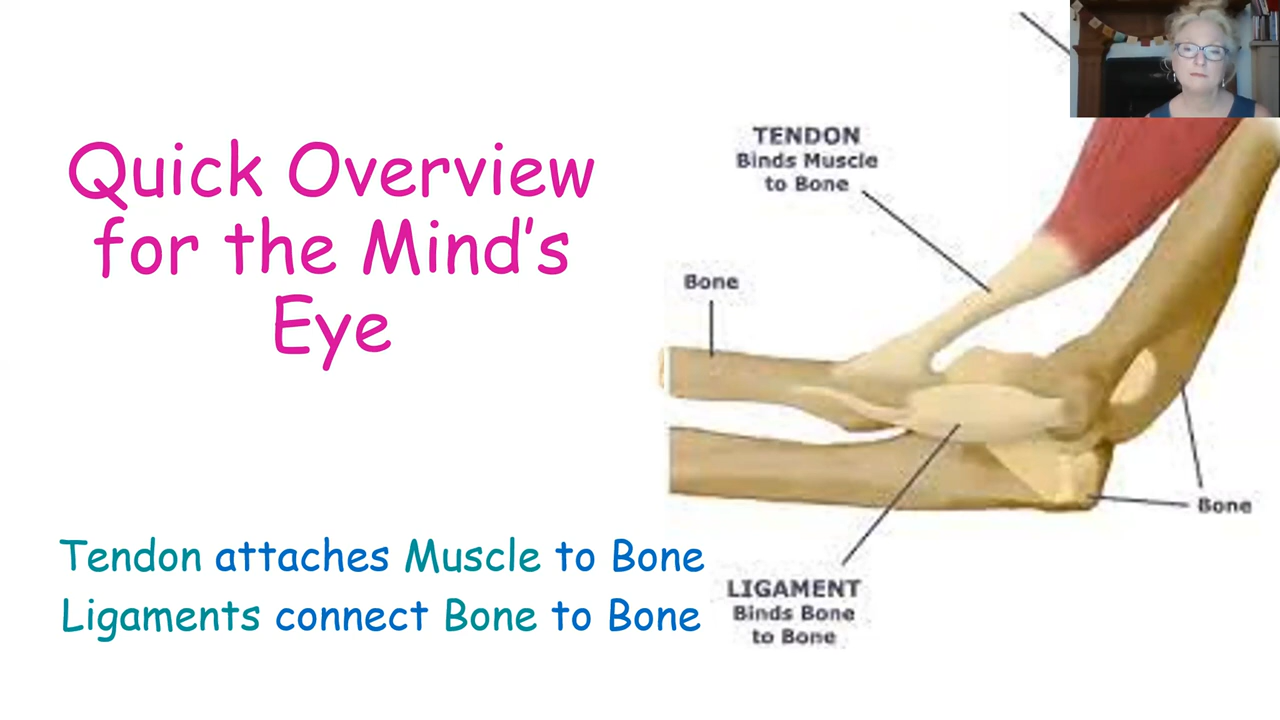 Quick Overview
for the Mind's
Eye
Tendon attaches Muscle to Bone
Ligaments connect Bone to Bone
TENDON
Binds Muscle
to Bone
Bone
Bone
LIGAMENT
Binds Bone
to Bone